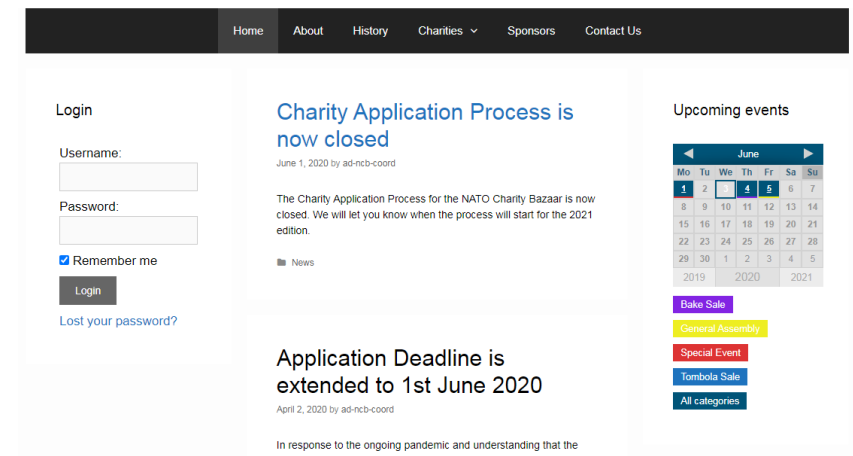 Home About History Charities Sponsors Contact Us
Login
Username:
Password:
Remember me
Login
Lost your password?
Charity Application Process is
now closed
June 1, 2020 by ad-ncb-coord
The Charity Application Process for the NATO Charity Bazaar is now
closed. We will let you know when the process will start for the 2021
edition.
News
Application Deadline is
extended to 1st June 2020
April 2, 2020 by ad-ncb-coord
In response to the ongoing pandemic and understanding that the
Upcoming events
June
Mo Tu We Th Fr Sa Su
1 2 3 4 5 6 7
8 9 10 11 12 13 14
15 16 17 18 19 20 21
22 23 24 25 26 27 28
29 30 1 2 3 4 5
2019 2020 2021
Bake Sale
General Assembly
Special Event
Tombola Sale
All categories